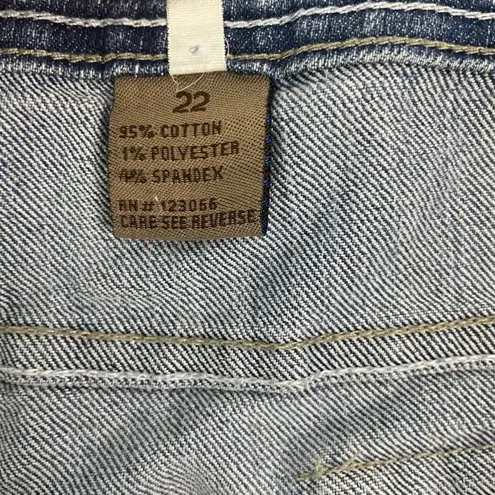 22
95% COTTON
1% POLYESTER
4% SPANDEX
RN# 123066
CARE SEE REVERSE